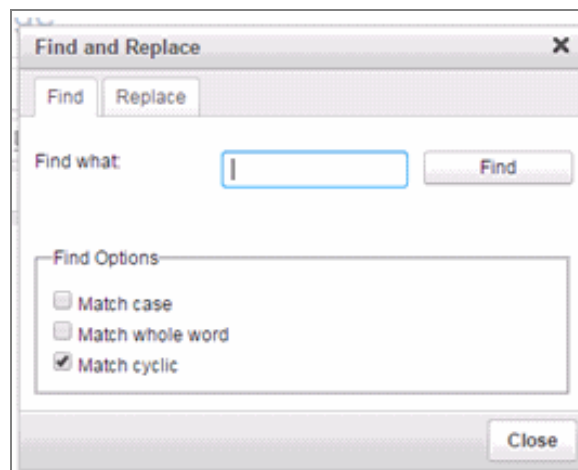 Find and Replace
Find Replace
Find what: Find
Find Options
Match case
Match whole word
Match cyclic
Close